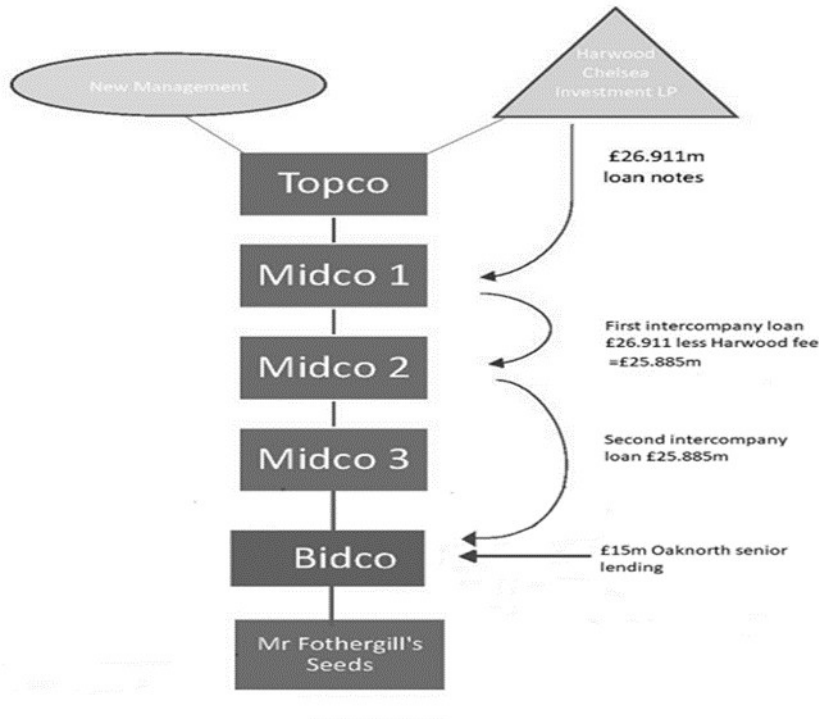 New Management
Harwood
Chelsea
Investment LP
£26.911m
loan notes
Topco
Midco 1
First intercompany loan
£26.911 less Harwood fee
=£25.885m
Midco 2
Second intercompany
loan £25.885m
Midco 3
Bidco
£15m Oaknorth senior
lending
Mr Fothergill's
Seeds